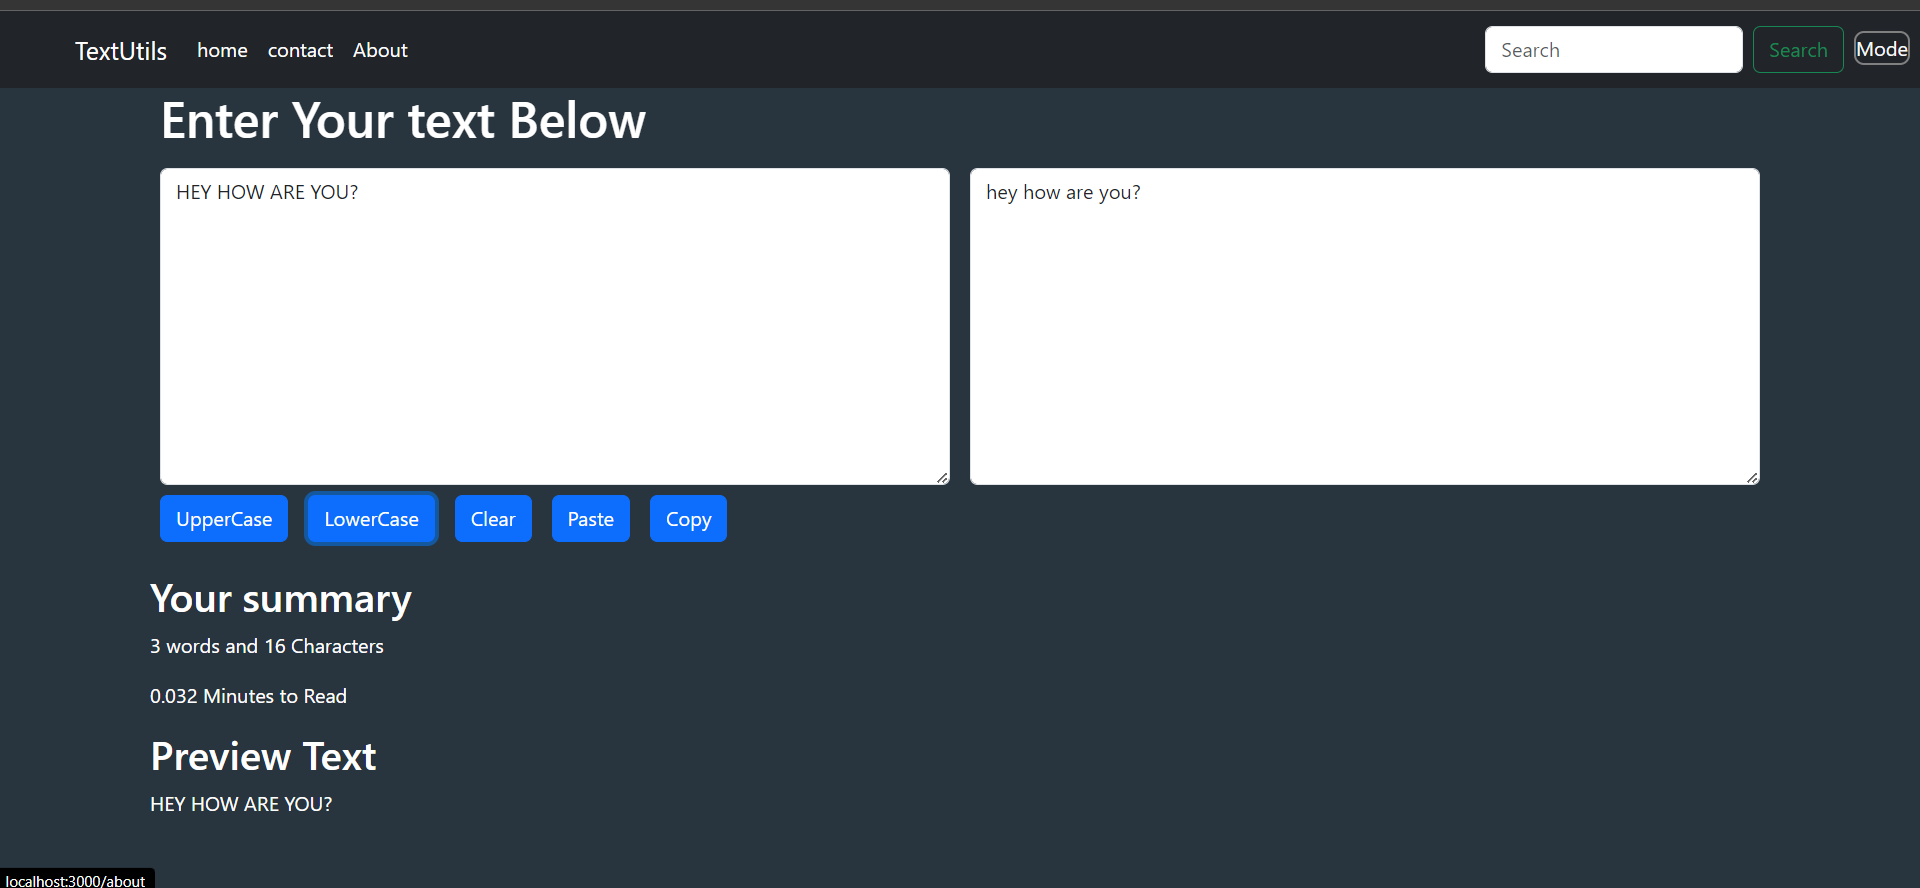 TextUtils home contact About Search Search Mode
Enter Your text Below
HEY HOW ARE YOU?
hey how are you?
UpperCase LowerCase Clear Paste Copy
Your summary
3 words and 16 Characters
0.032 Minutes to Read
Preview Text
HEY HOW ARE YOU?
localhost:3000/about